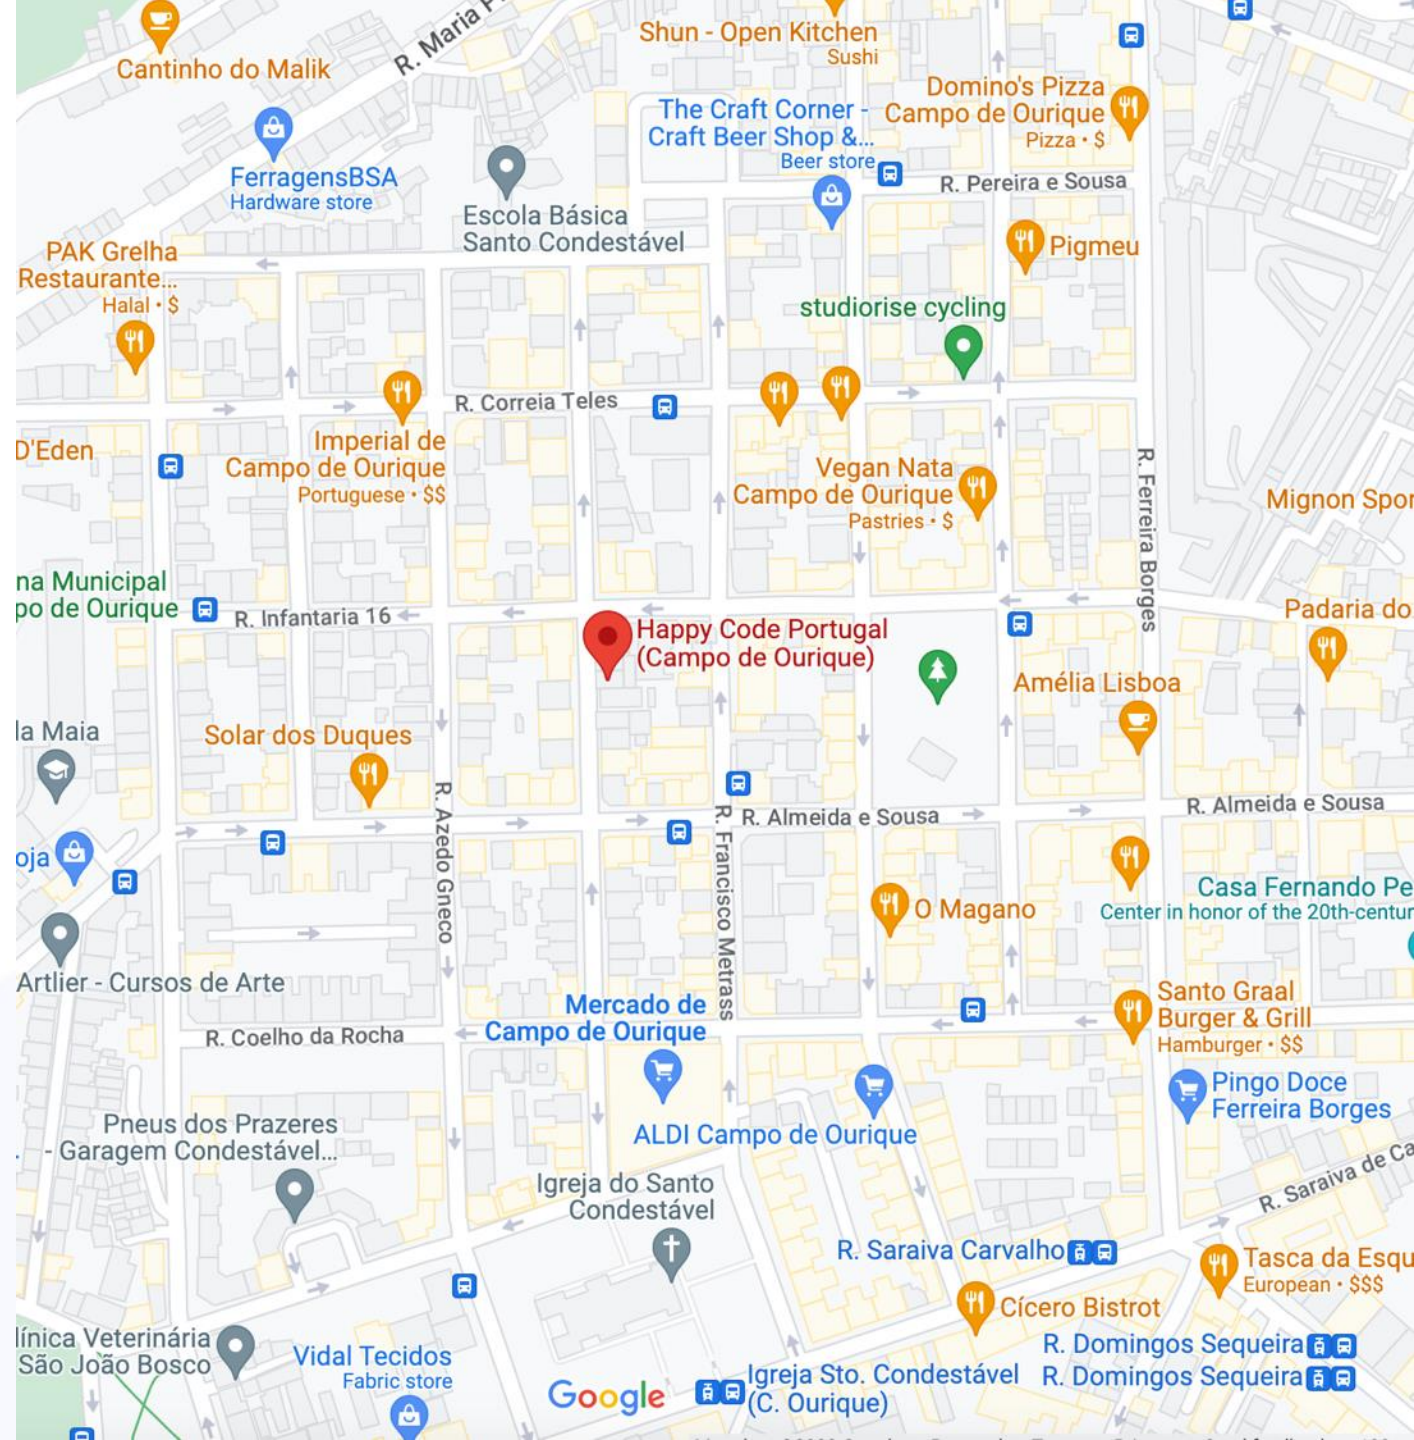 R. Maria P
Shun - Open Kitchen
Sushi
Cantinho do Malik
Domino's Pizza
Campo de Ourique
Pizza · $
The Craft Corner -
Craft Beer Shop &...
Beer store
FerragensBSA
Hardware store
R. Pereira e Sousa
Escola Básica
Santo Condestável
PAK Grelha
Restaurante...
Halal · $
Pigmeu
studiorise cycling
R. Correia Teles
D'Eden
Imperial de
Campo de Ourique
Portuguese · $$
Vegan Nata
Campo de Ourique
Pastries · $
R. Ferreira Borges
Mignon Spor
na Municipal
po de Ourique
R. Infantaria 16
Happy Code Portugal
(Campo de Ourique)
Padaria do
Amélia Lisboa
la Maia
Solar dos Duques
R. Azedo Gneco
R. Francisco Metrass
R. Almeida e Sousa
R. Almeida e Sousa
oja
Casa Fernando Pe
Center in honor of the 20th-centur
O Magano
Artlier - Cursos de Arte
Mercado de
Campo de Ourique
Santo Graal
Burger & Grill
Hamburger · $$
R. Coelho da Rocha
Pingo Doce
Ferreira Borges
Pneus dos Prazeres
- Garagem Condestável...
ALDI Campo de Ourique
R. Saraiva de Ca
Igreja do Santo
Condestável
R. Saraiva Carvalho
Tasca da Esqu
European · $$$
Cícero Bistrot
línica Veterinária
São João Bosco
Vidal Tecidos
Fabric store
R. Domingos Sequeira
R. Domingos Sequeira
Google
Igreja Sto. Condestável
(C. Ourique)